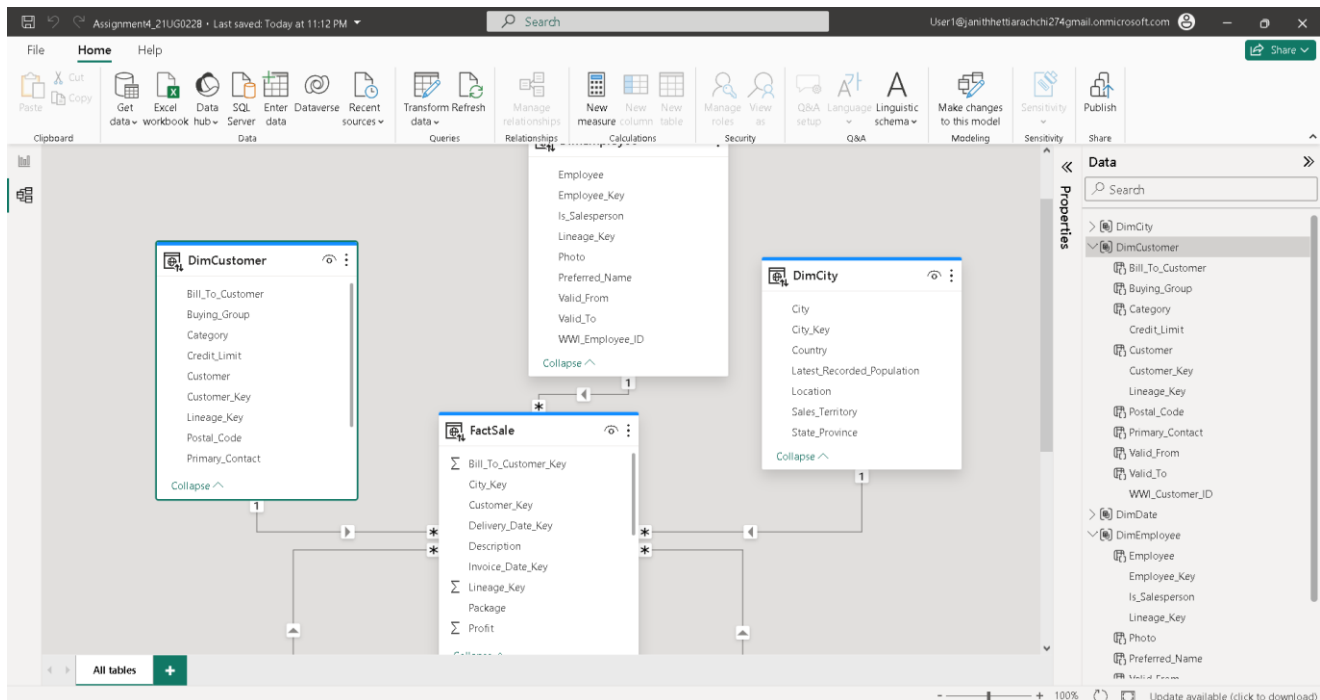 Assignment4_21UG0228 • Last saved: Today at 11:12 PM
Search
User1@janithhettiarachchi274gmail.onmicrosoft.com
File Home Help
Share
Paste
Cut
Copy
Get data
Excel workbook
Data hub
SQL Server
Enter data
Dataverse
Recent sources
Transform data
Refresh
Manage relationships
New measure
New column
New table
Manage roles
View as
Q&A setup
Language
Linguistic schema
Make changes to this model
Sensitivity
Publish
Clipboard
Data
Queries
Relationships
Calculations
Security
Q&A
Modeling
Sensitivity
Share
Employee
Employee_Key
Is_Salesperson
Lineage_Key
Photo
Preferred_Name
Valid_From
Valid_To
WWI_Employee_ID
Collapse
1
*
DimCustomer
Bill_To_Customer
Buying_Group
Category
Credit_Limit
Customer
Customer_Key
Lineage_Key
Postal_Code
Primary_Contact
Collapse
1
*
*
DimCity
City
City_Key
Country
Latest_Recorded_Population
Location
Sales_Territory
State_Province
Collapse
1
*
*
FactSale
Σ Bill_To_Customer_Key
City_Key
Customer_Key
Delivery_Date_Key
Description
Invoice_Date_Key
Σ Lineage_Key
Package
Σ Profit
Properties
Data
Search
DimCity
DimCustomer
Bill_To_Customer
Buying_Group
Category
Credit_Limit
Customer
Customer_Key
Lineage_Key
Postal_Code
Primary_Contact
Valid_From
Valid_To
WWI_Customer_ID
DimDate
DimEmployee
Employee
Employee_Key
Is_Salesperson
Lineage_Key
Photo
Preferred_Name
All tables
+
- + 100%
Update available (click to download)